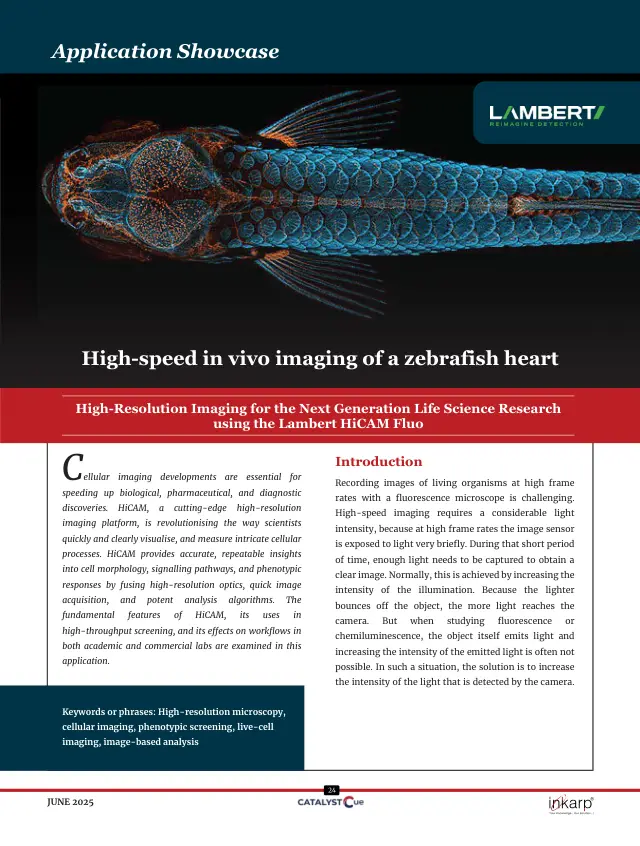 Application Showcase
LAMBERT
REIMAGINE DETECTION
High-speed in vivo imaging of a zebrafish heart
High-Resolution Imaging for the Next Generation Life Science Research
using the Lambert HiCAM Fluo
Cellular imaging developments are essential for
speeding up biological, pharmaceutical, and diagnostic
discoveries. HiCAM, a cutting-edge high-resolution
imaging platform, is revolutionising the way scientists
quickly and clearly visualise, and measure intricate cellular
processes. HiCAM provides accurate, repeatable insights
into cell morphology, signalling pathways, and phenotypic
responses by fusing high-resolution optics, quick image
acquisition, and potent analysis algorithms. The
fundamental features of HiCAM, its uses in
high-throughput screening, and its effects on workflows in
both academic and commercial labs are examined in this
application.
Keywords or phrases: High-resolution microscopy,
cellular imaging, phenotypic screening, live-cell
imaging, image-based analysis
Introduction
Recording images of living organisms at high frame
rates with a fluorescence microscope is challenging.
High-speed imaging requires a considerable light
intensity, because at high frame rates the image sensor
is exposed to light very briefly. During that short period
of time, enough light needs to be captured to obtain a
clear image. Normally, this is achieved by increasing the
intensity of the illumination. Because the lighter
bounces off the object, the more light reaches the
camera. But when studying fluorescence or
chemiluminescence, the object itself emits light and
increasing the intensity of the emitted light is often not
possible. In such a situation, the solution is to increase
the intensity of the light that is detected by the camera.
JUNE 2025
24
CATALYST Cue
inkarp®